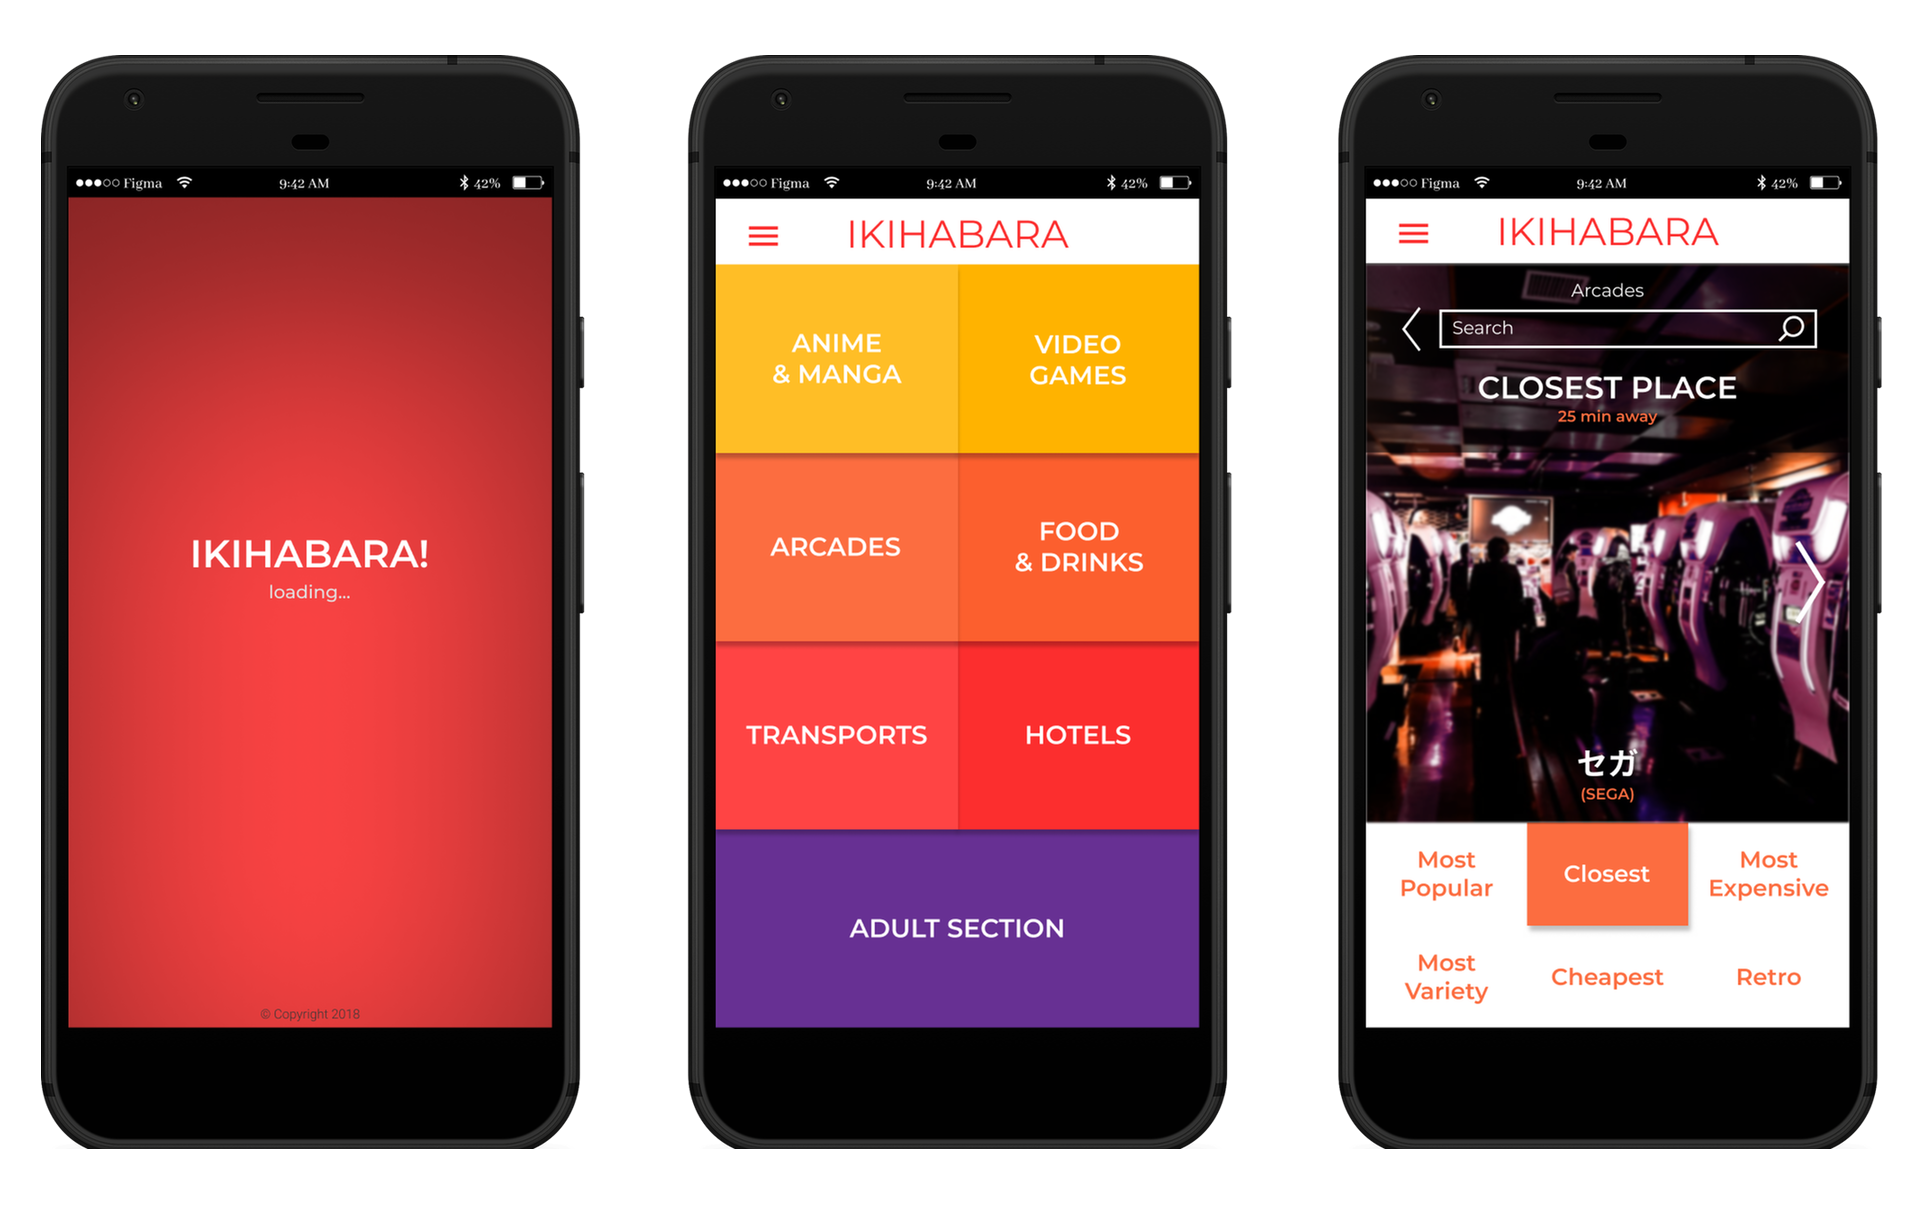 ●●●○○ Figma 9:42 AM 42%
IKIHABARA!
loading...
© Copyright 2018
●●●○○ Figma 9:42 AM 42%
IKIHABARA
ANIME
& MANGA
VIDEO
GAMES
ARCADES
FOOD
& DRINKS
TRANSPORTS
HOTELS
ADULT SECTION
●●●○○ Figma 9:42 AM 42%
IKIHABARA
Arcades
Search
CLOSEST PLACE
25 min away
セガ
(SEGA)
Most
Popular
Closest
Most
Expensive
Most
Variety
Cheapest
Retro